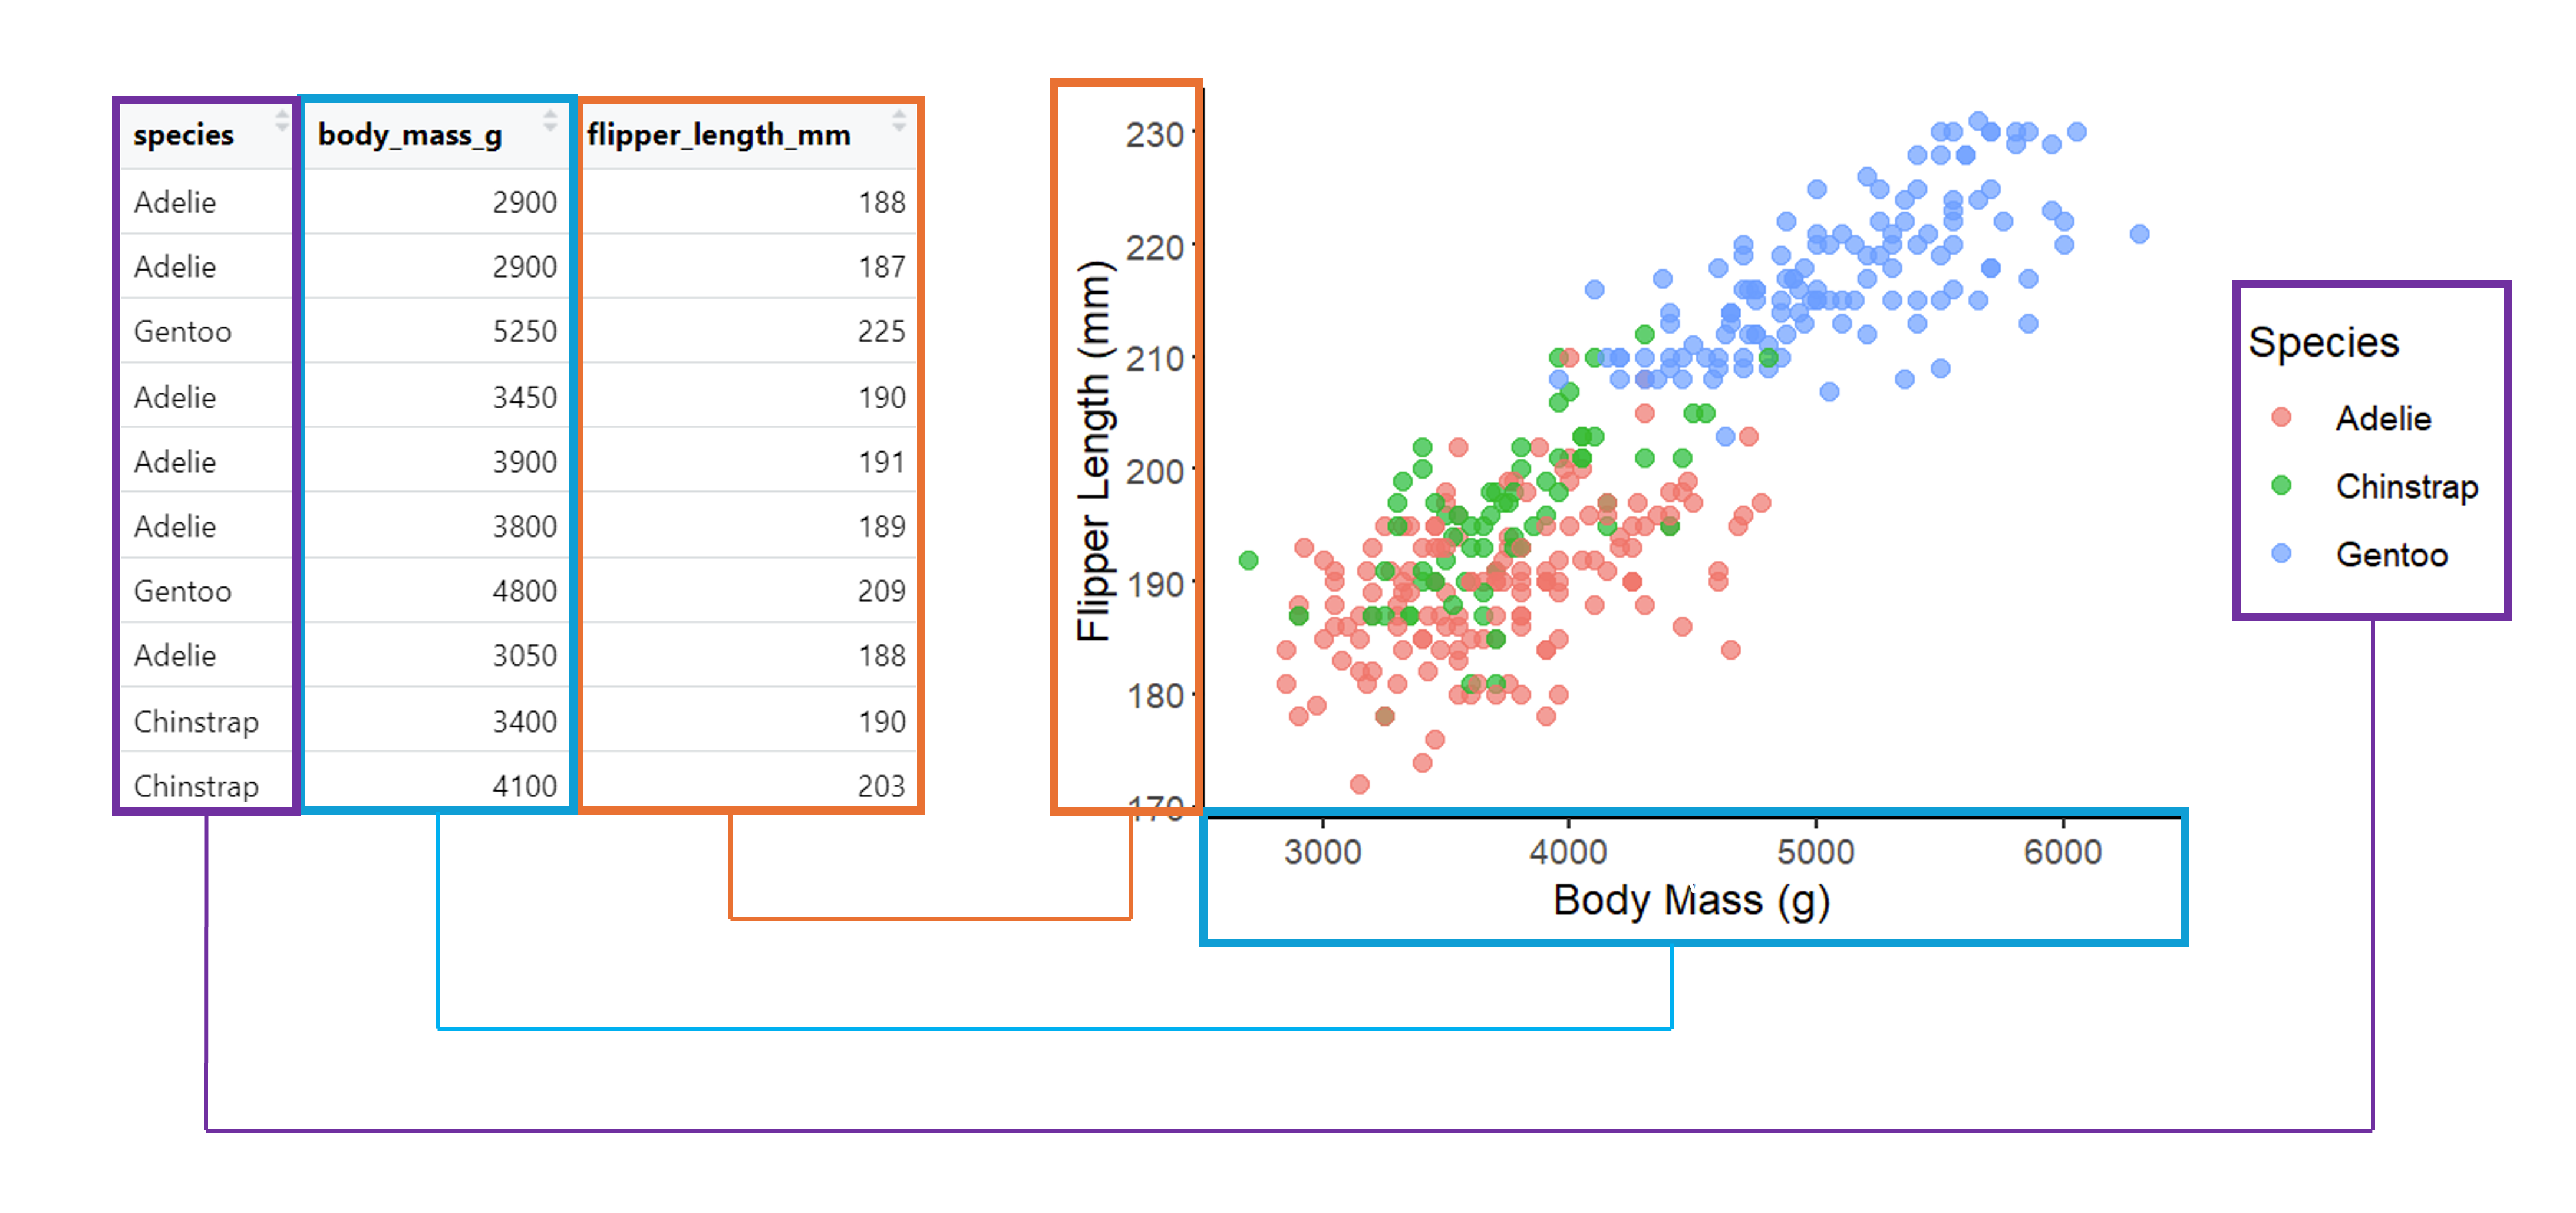 species body_mass_g flipper_length_mm
Adelie 2900 188
Adelie 2900 187
Gentoo 5250 225
Adelie 3450 190
Adelie 3900 191
Adelie 3800 189
Gentoo 4800 209
Adelie 3050 188
Chinstrap 3400 190
Chinstrap 4100 203
Flipper Length (mm)
230
220
210
200
190
180
170
3000 4000 5000 6000
Body Mass (g)
Species
Adelie
Chinstrap
Gentoo